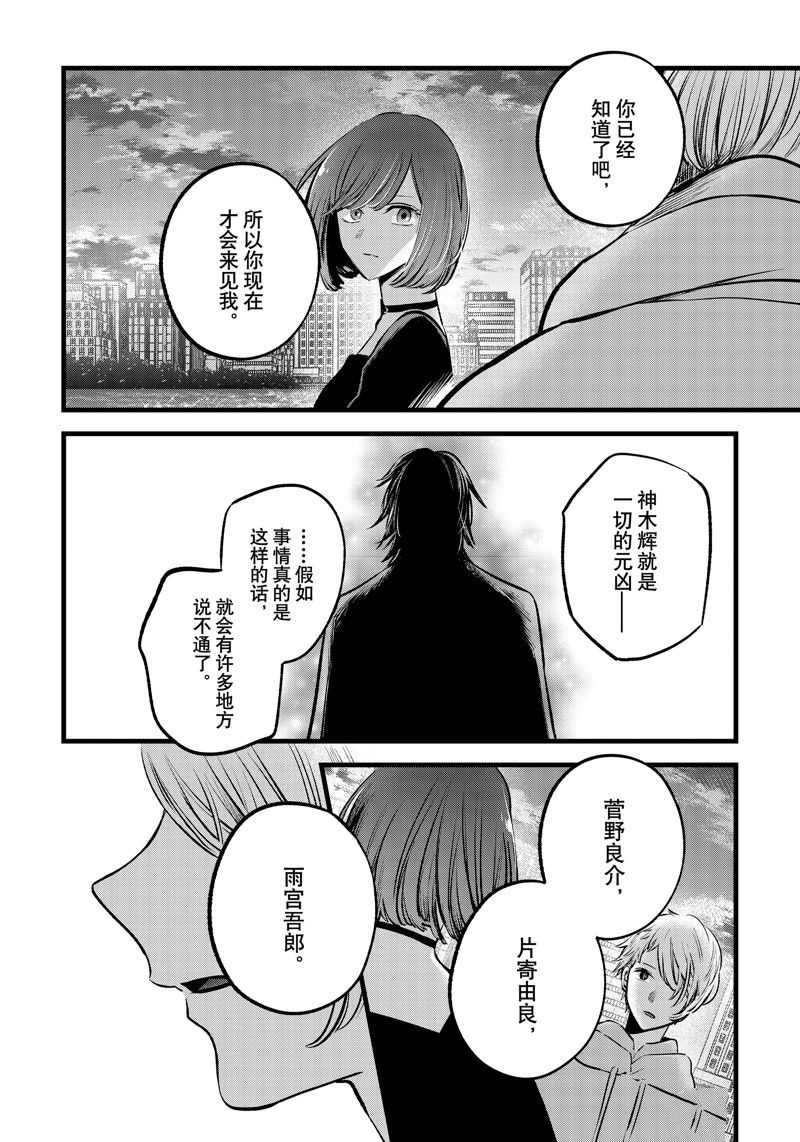 你已经
知道了吧，
所以你现在
才会来见我。
神木辉就是
一切的元凶——
……假如
事情真的是
这样的话，
就会有许多地方
说不通了。
菅野良介，
片寄由良，
雨宫吾郎。